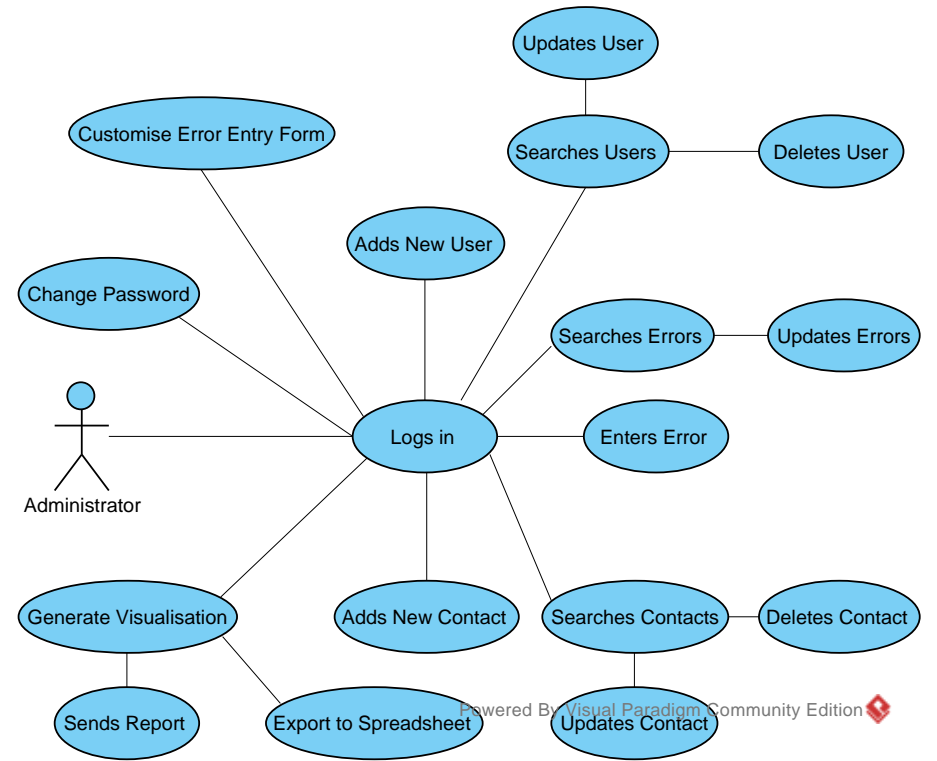 Updates User
Customise Error Entry Form
Searches Users
Deletes User
Adds New User
Change Password
Searches Errors
Updates Errors
Logs in
Enters Error
Administrator
Generate Visualisation
Adds New Contact
Searches Contacts
Deletes Contact
Sends Report
Export to Spreadsheet
Updates Contact
Powered By Visual Paradigm Community Edition